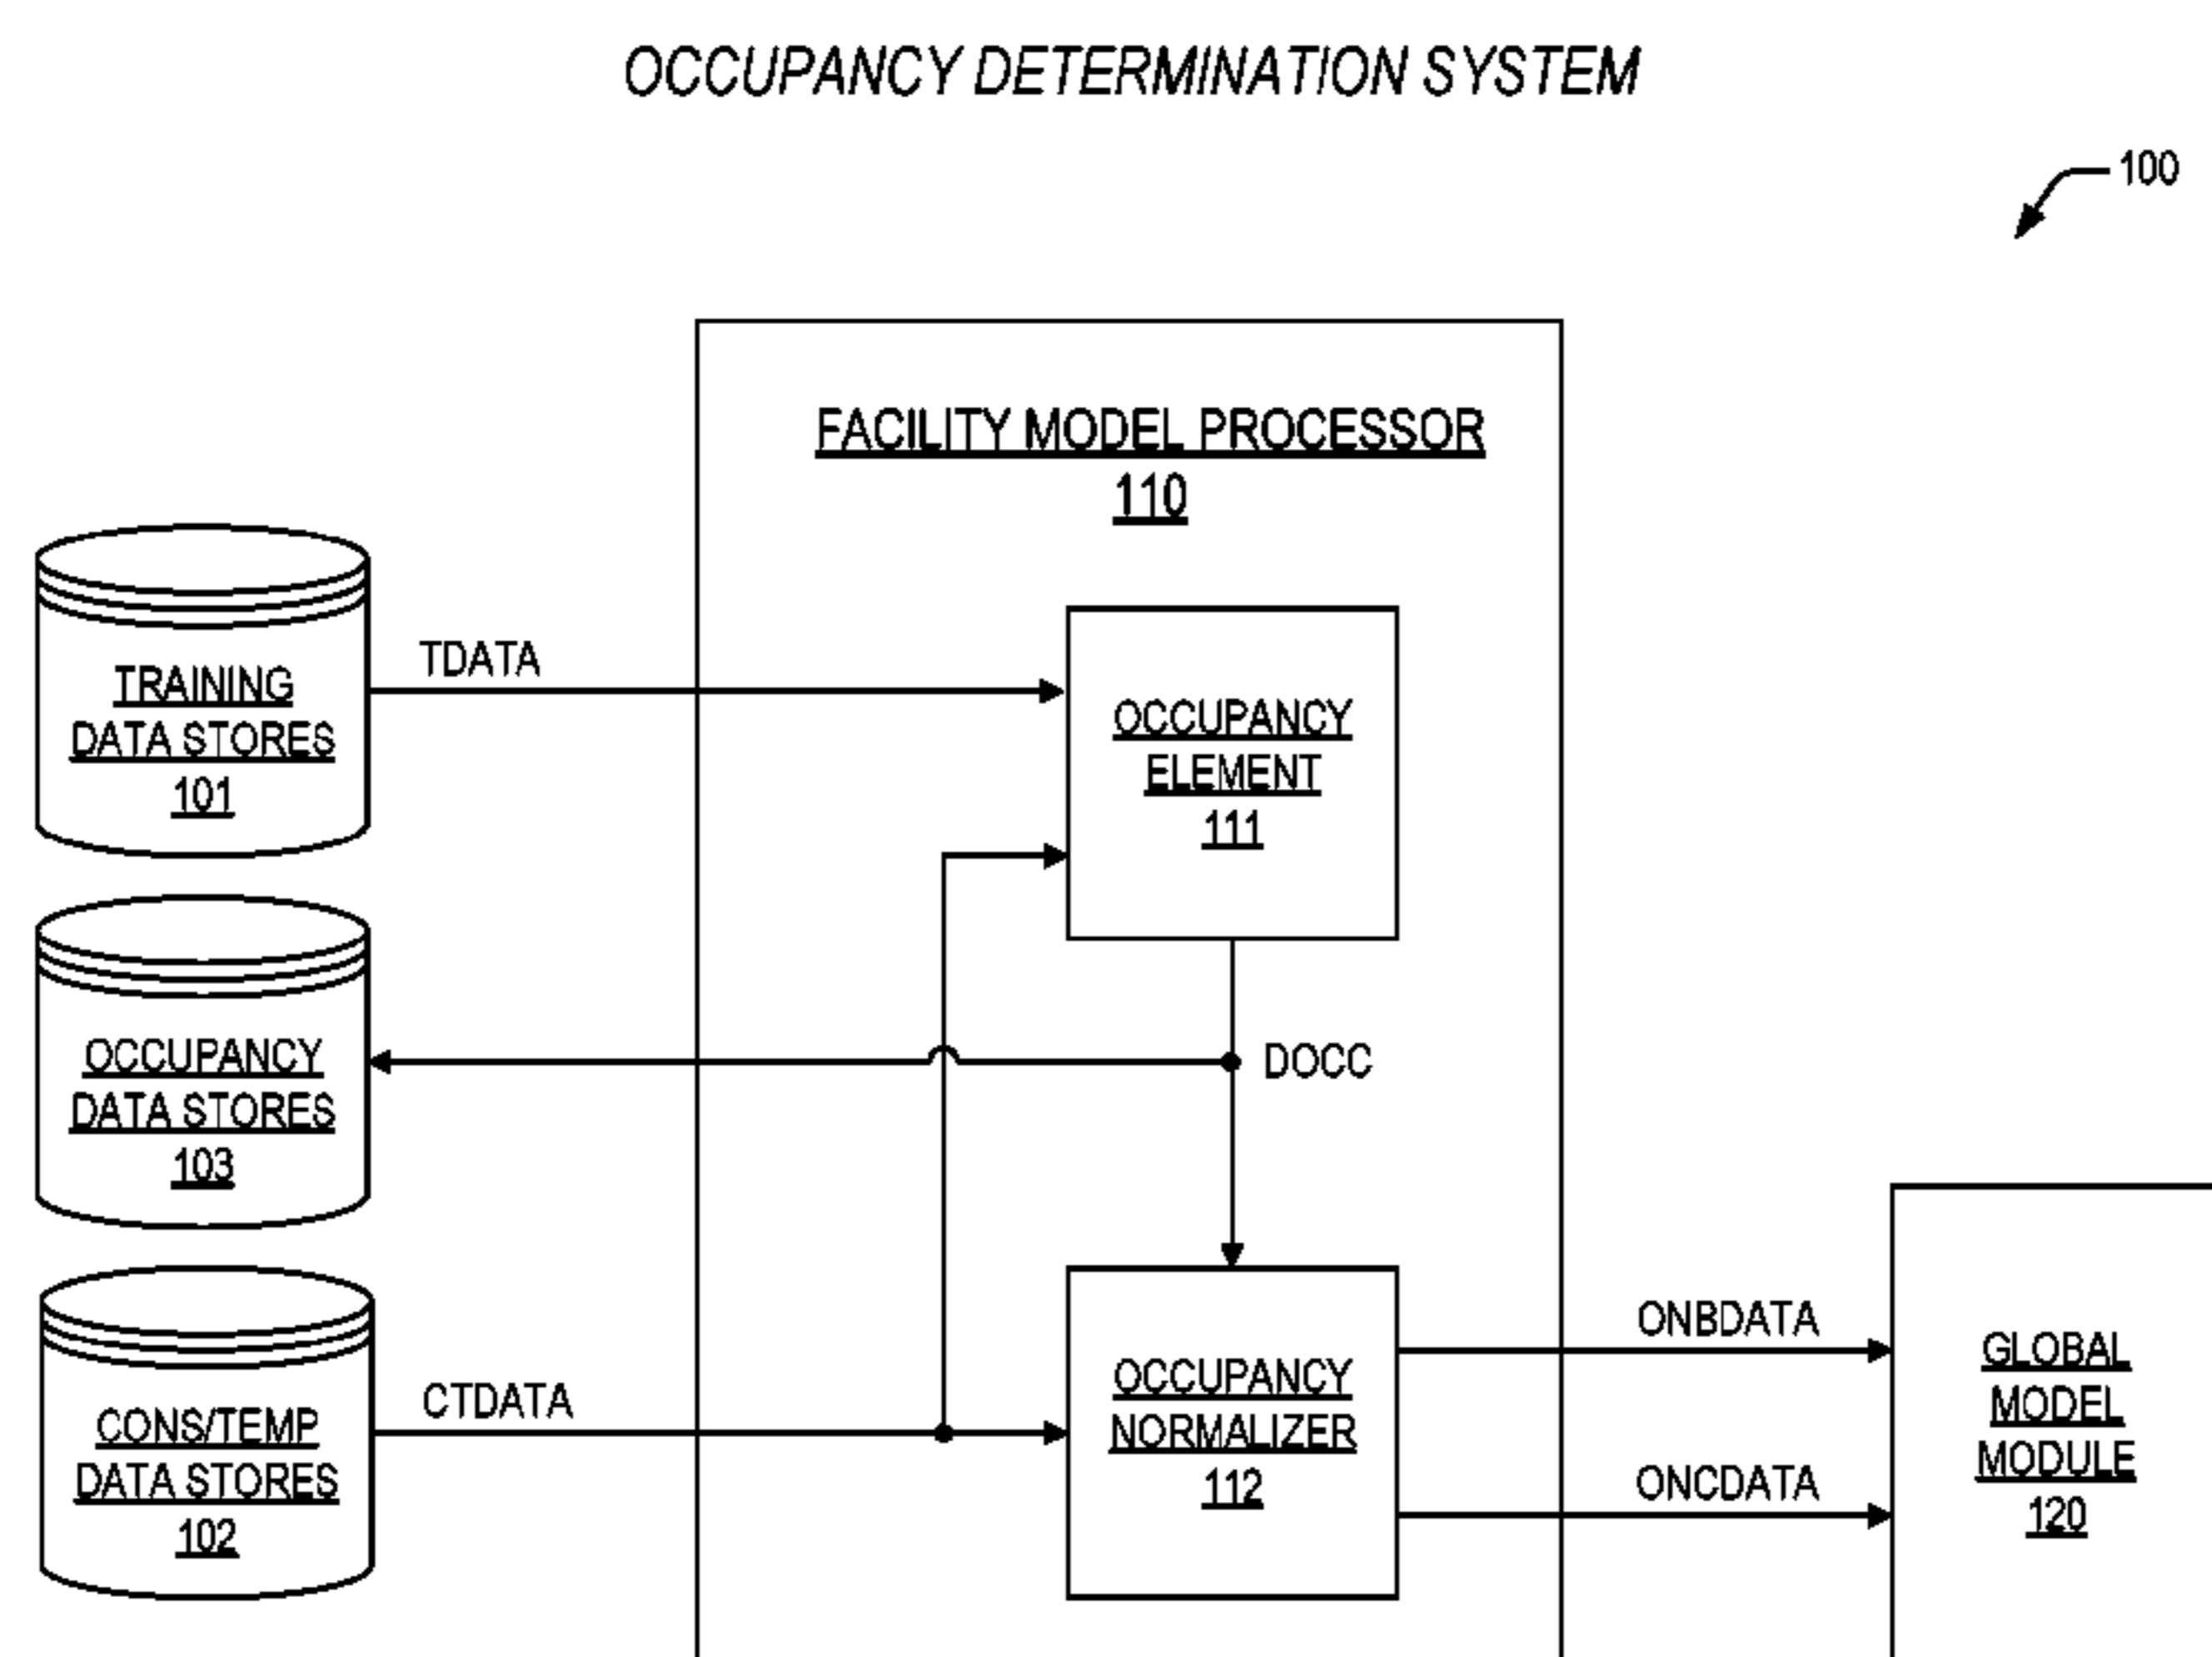 OCCUPANCY DETERMINATION SYSTEM
100
FACILITY MODEL PROCESSOR
110
TRAINING
DATA STORES
101
TDATA
OCCUPANCY
ELEMENT
111
OCCUPANCY
DATA STORES
103
DOCC
CONS/TEMP
DATA STORES
102
CTDATA
OCCUPANCY
NORMALIZER
112
ONBDATA
ONCDATA
GLOBAL
MODEL
MODULE
120